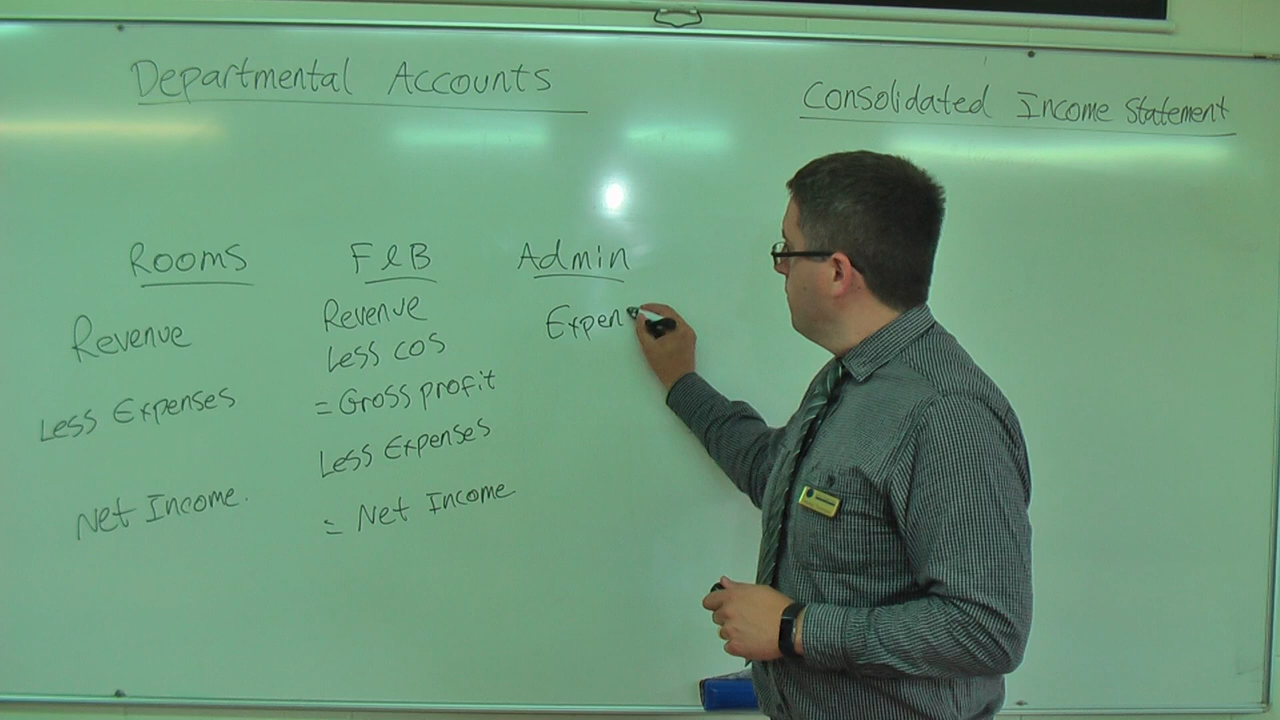 Departmental Accounts
Consolidated Income Statement
Rooms
Revenue
Less Expenses
Net Income.
F&B
Revenue
Less COS
= Gross profit
Less Expenses
= Net Income
Admin
Expen